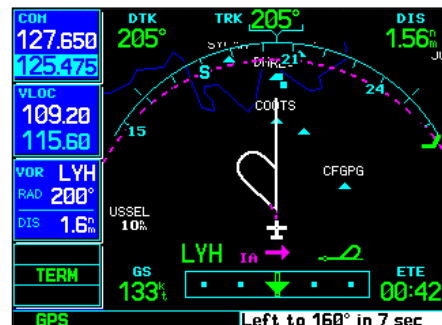 COM
127.650
125.475
VLOC
109.20
115.60
VOR LYH
RAD 200°
DIS 1.6nm
TERM
GPS
DTK
205°
TRK 205°
DIS
1.56nm
S
21
24
15
COOTS
CFGPG
USSEL
10nm
LYH IA
GS
133kt
ETE
00:42
Left to 160° in 7 sec